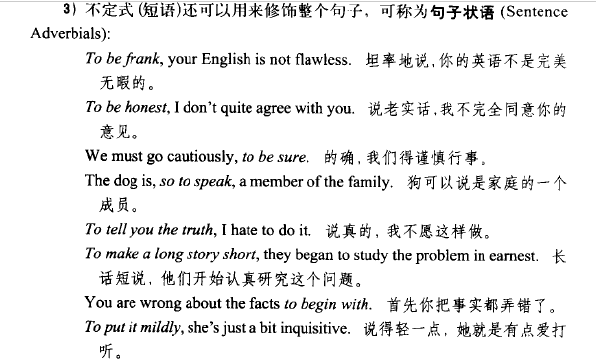 3) 不定式 (短语)还可以用来修饰整个句子，可称为句子状语 (Sentence
Adverbials):
To be frank, your English is not flawless. 坦率地说,你的英语不是完美
无暇的。
To be honest, I don't quite agree with you. 说老实话,我不完全同意你的
意见。
We must go cautiously, to be sure. 的确,我们得谨慎行事。
The dog is, so to speak, a member of the family. 狗可以说是家庭的一个
成员。
To tell you the truth, I hate to do it. 说真的，我不愿这样做。
To make a long story short, they began to study the problem in earnest. 长
话短说，他们开始认真研究这个问题。
You are wrong about the facts to begin with. 首先你把事实都弄错了。
To put it mildly, she's just a bit inquisitive. 说得轻一点，她就是有点爱打
听。